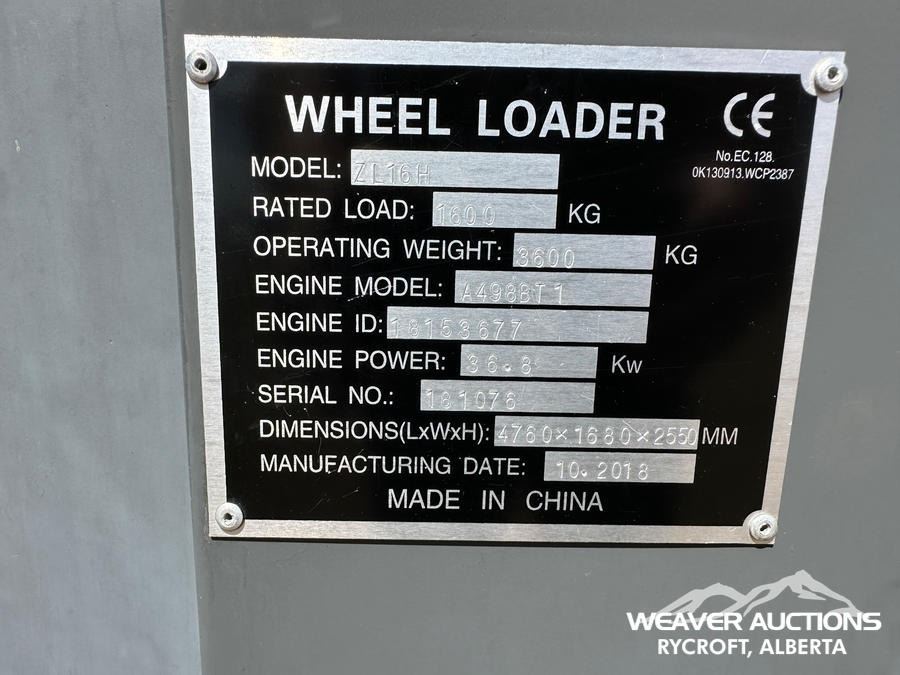 WHEEL LOADER CE
No.EC.128.
0K130913.WCP2387
MODEL: ZL16H
RATED LOAD: 1600 KG
OPERATING WEIGHT: 3600 KG
ENGINE MODEL: A498BT1
ENGINE ID: 18153677
ENGINE POWER: 36.8 Kw
SERIAL NO.: 181076
DIMENSIONS(LxWxH): 4760×1680×2550 MM
MANUFACTURING DATE: 10.2018
MADE IN CHINA
WEAVER AUCTIONS
RYCROFT, ALBERTA